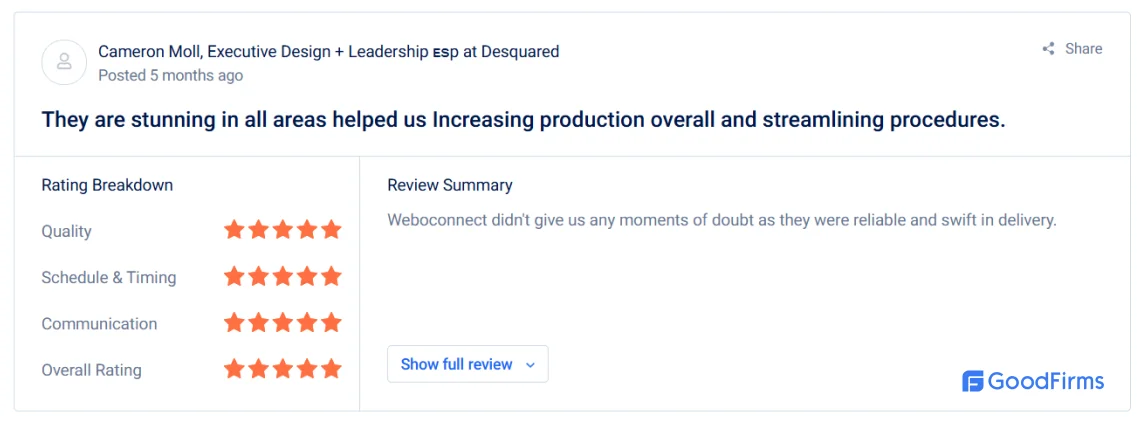 Cameron Moll, Executive Design + Leadership ESp at Desquared
Share
Posted 5 months ago
They are stunning in all areas helped us Increasing production overall and streamlining procedures.
Rating Breakdown
Quality
Schedule & Timing
Communication
Overall Rating
Review Summary
Weboconnect didn't give us any moments of doubt as they were reliable and swift in delivery.
Show full review
GoodFirms